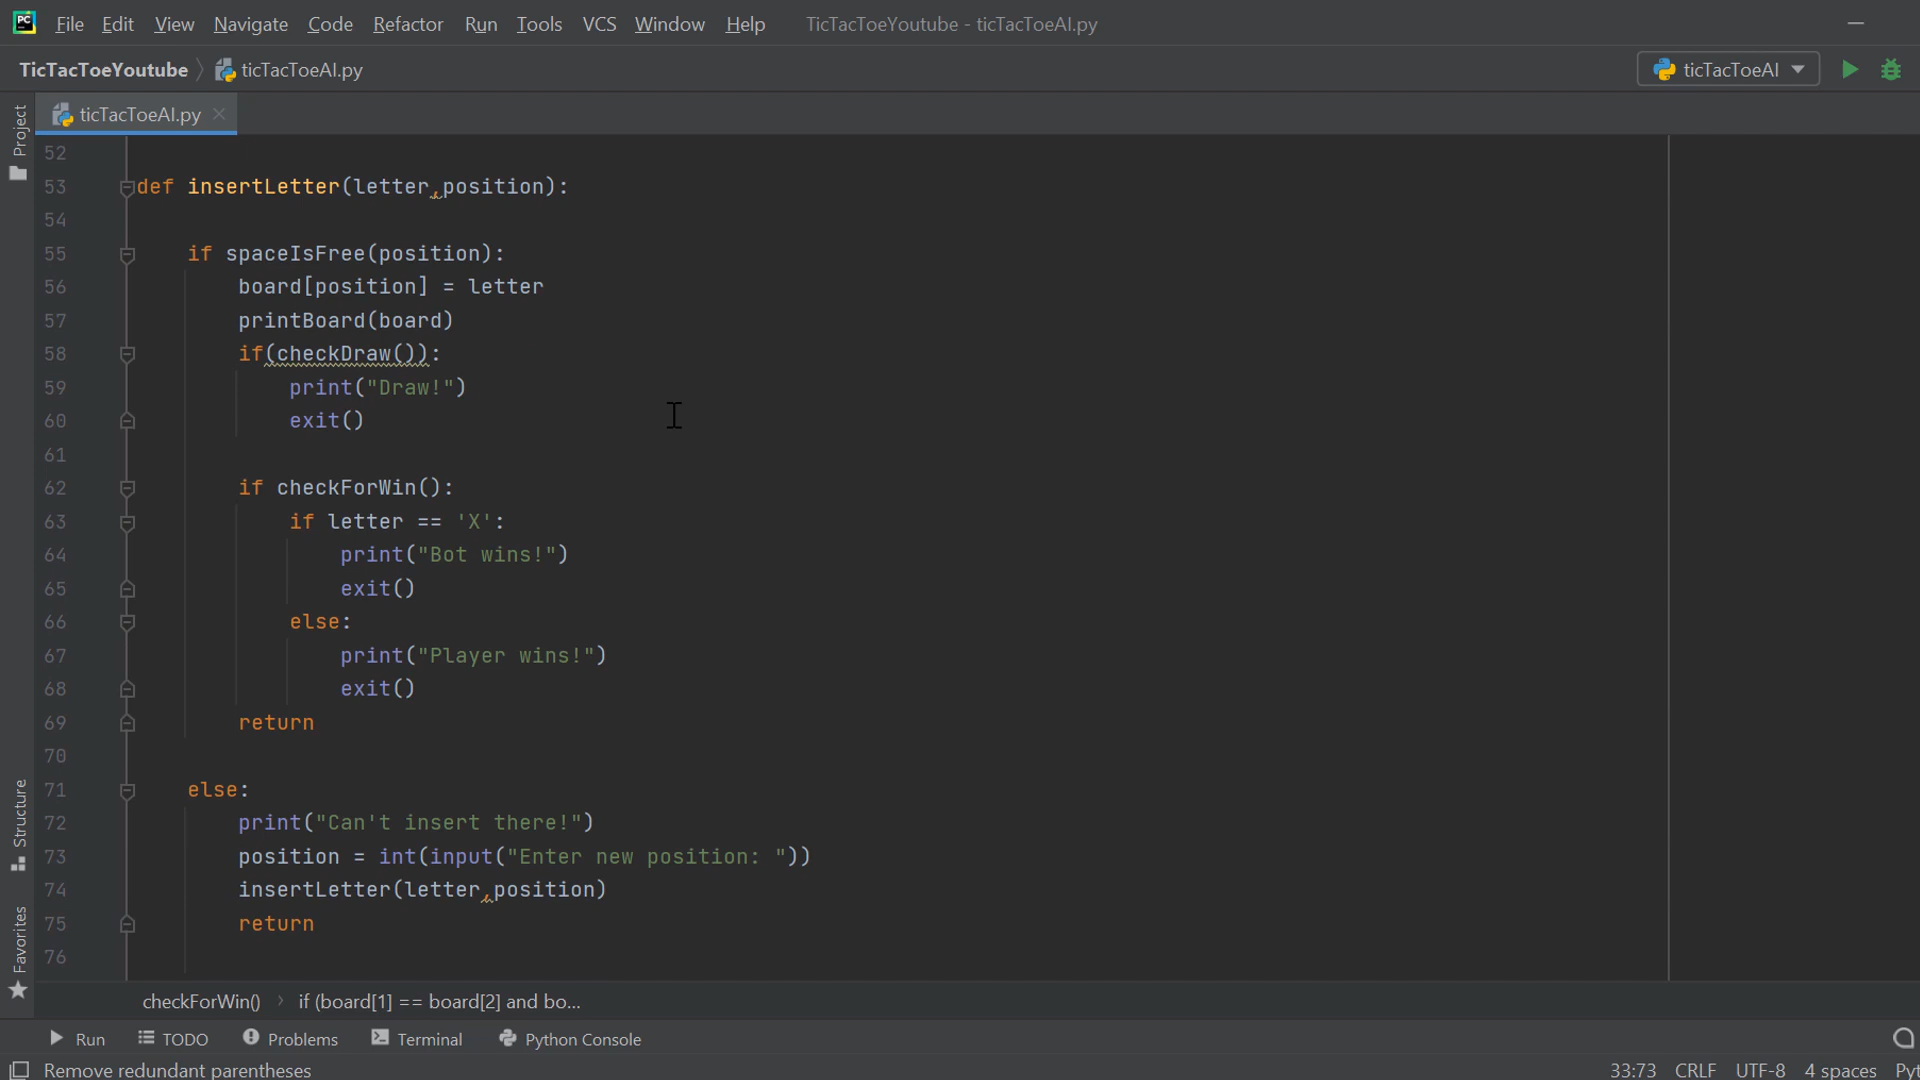 PC File Edit View Navigate Code Refactor Run Tools VCS Window Help TicTacToeYoutube - ticTacToeAI.py
TicTacToeYoutube ticTacToeAI.py ticTacToeAI
ticTacToeAI.py
Project
52
53 def insertLetter(letter,position):
54
55 if spaceIsFree(position):
56 board[position] = letter
57 printBoard(board)
58 if(checkDraw()):
59 print("Draw!")
60 exit()
61
62 if checkForWin():
63 if letter == 'X':
64 print("Bot wins!")
65 exit()
66 else:
67 print("Player wins!")
68 exit()
69 return
70
71 else:
72 print("Can't insert there!")
73 position = int(input("Enter new position: "))
74 insertLetter(letter,position)
75 return
76
Structure
Favorites
checkForWin() › if (board[1] == board[2] and bo...
Run TODO Problems Terminal Python Console
Remove redundant parentheses 33:73 CRLF UTF-8 4 spaces Pyt